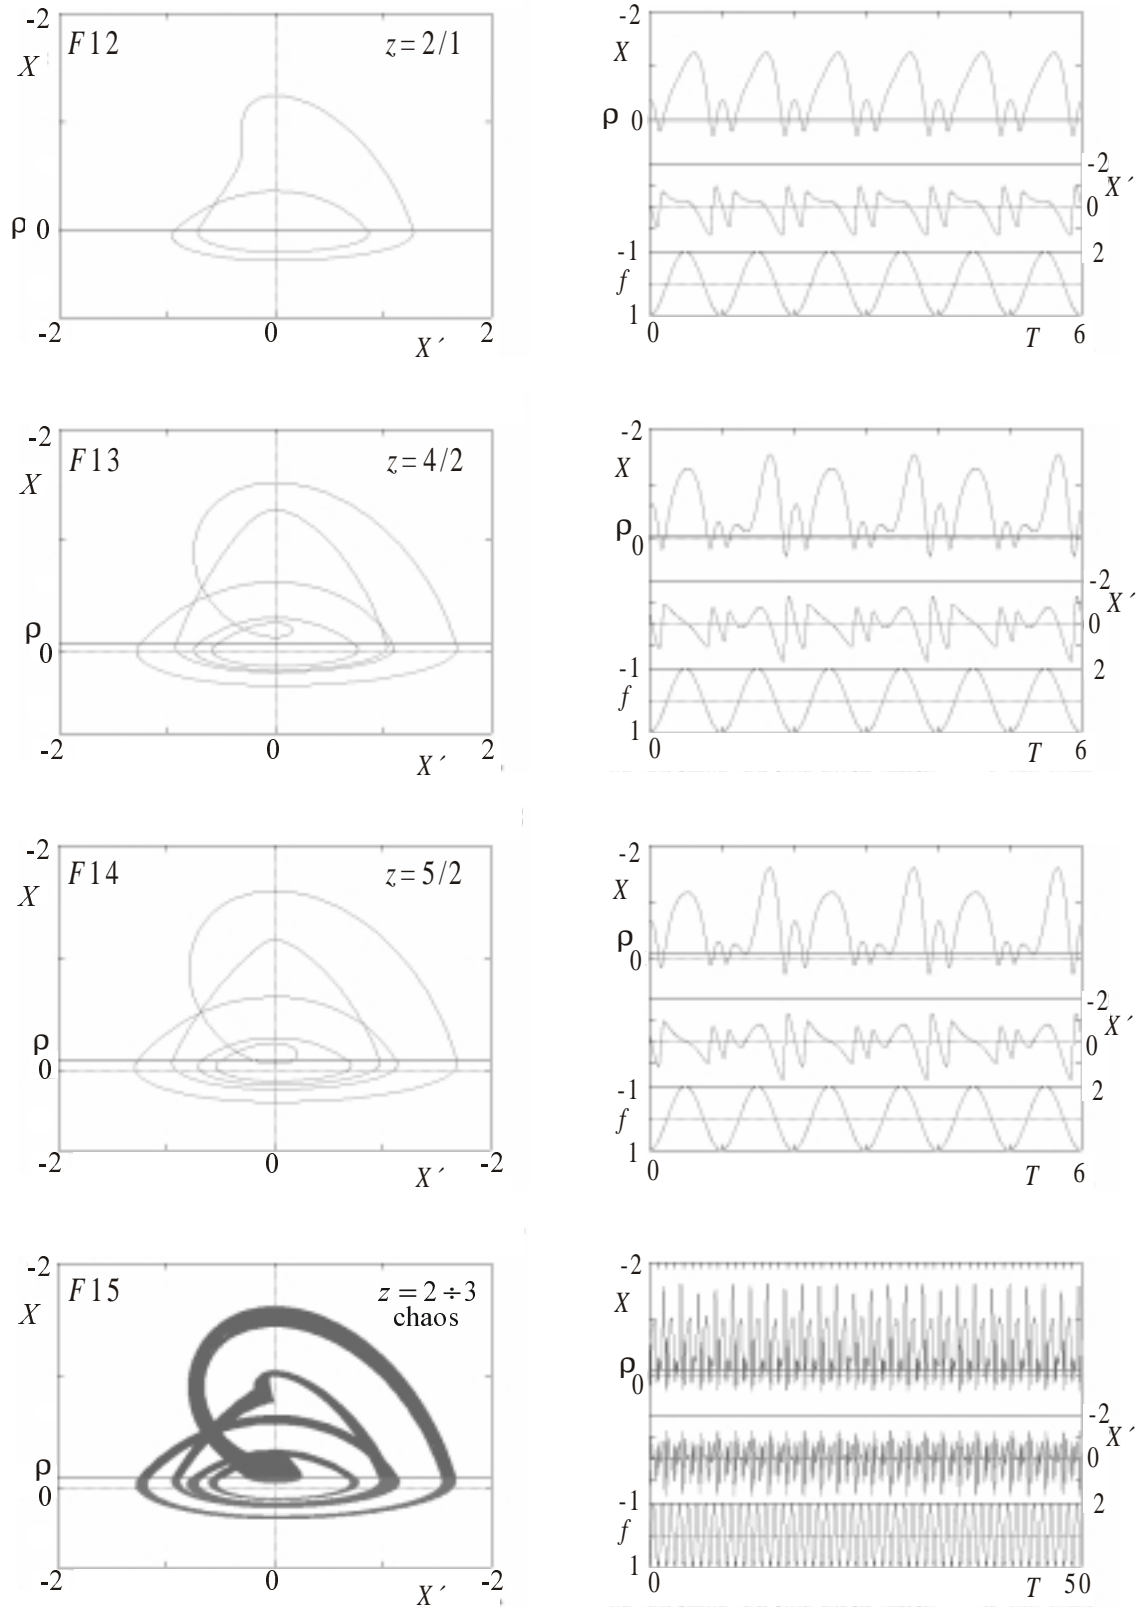 -2
F12 z=2/1
X
ρ 0
-2 0 2
X´
-2
X
ρ 0
-2
X´
0
-1 2
f
1
0 T 6
-2
F13 z=4/2
X
ρ
0
-2 0 2
X´
-2
X
ρ
0
-2
X´
0
-1 2
f
1
0 T 6
-2
F14 z=5/2
X
ρ
0
-2 0 -2
X´
-2
X
ρ
0
-2
X´
0
-1 2
f
1
0 T 6
-2
F15 z=2÷3
chaos
X
ρ
0
-2 0 -2
X´
-2
X
ρ
0
-2
X´
0
-1 2
f
1
0 T 50